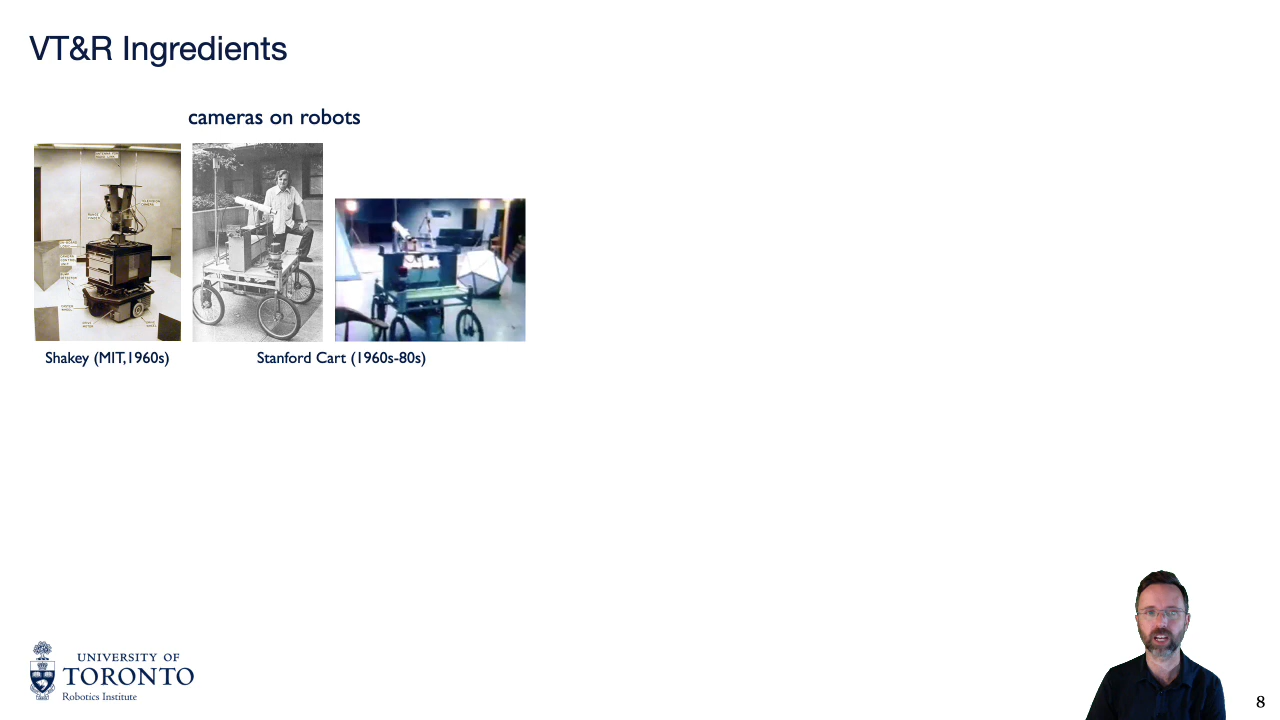 VT&R Ingredients
cameras on robots
Shakey (MIT,1960s)
Stanford Cart (1960s-80s)
UNIVERSITY OF
TORONTO
Robotics Institute
8